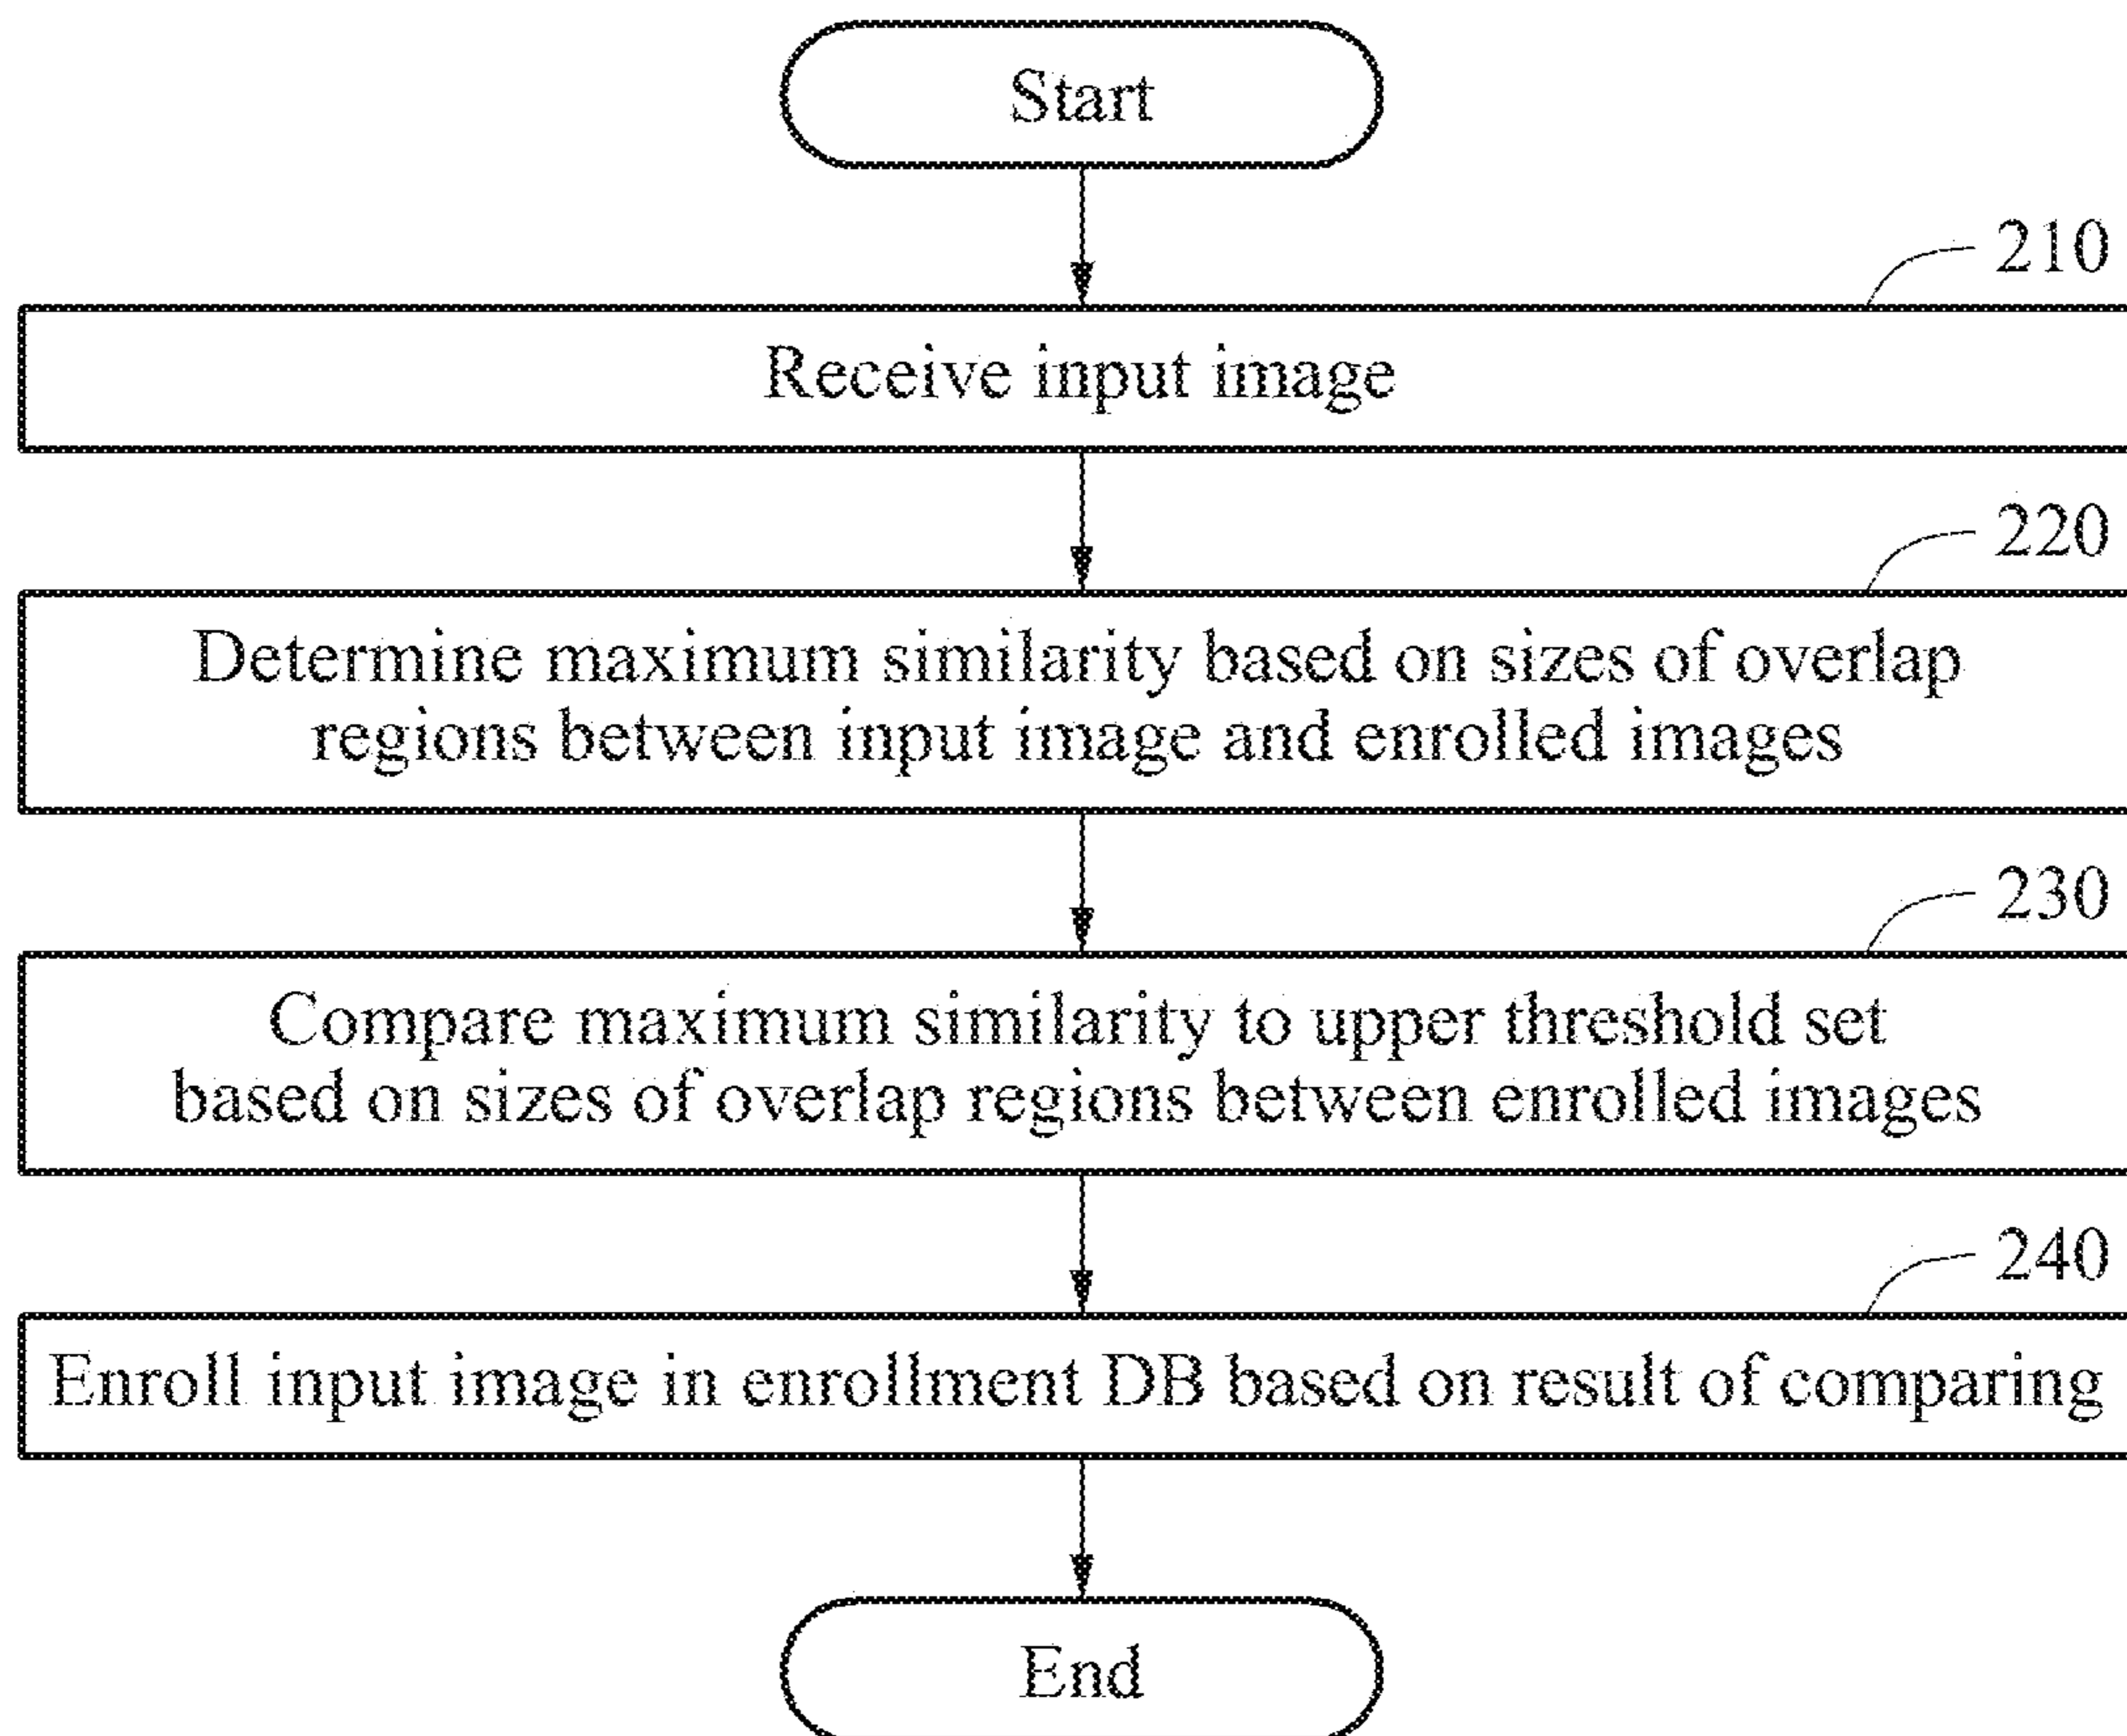 Start
210
Receive input image
220
Determine maximum similarity based on sizes of overlap
regions between input image and enrolled images
230
Compare maximum similarity to upper threshold set
based on sizes of overlap regions between enrolled images
240
Enroll input image in enrollment DB based on result of comparing
End